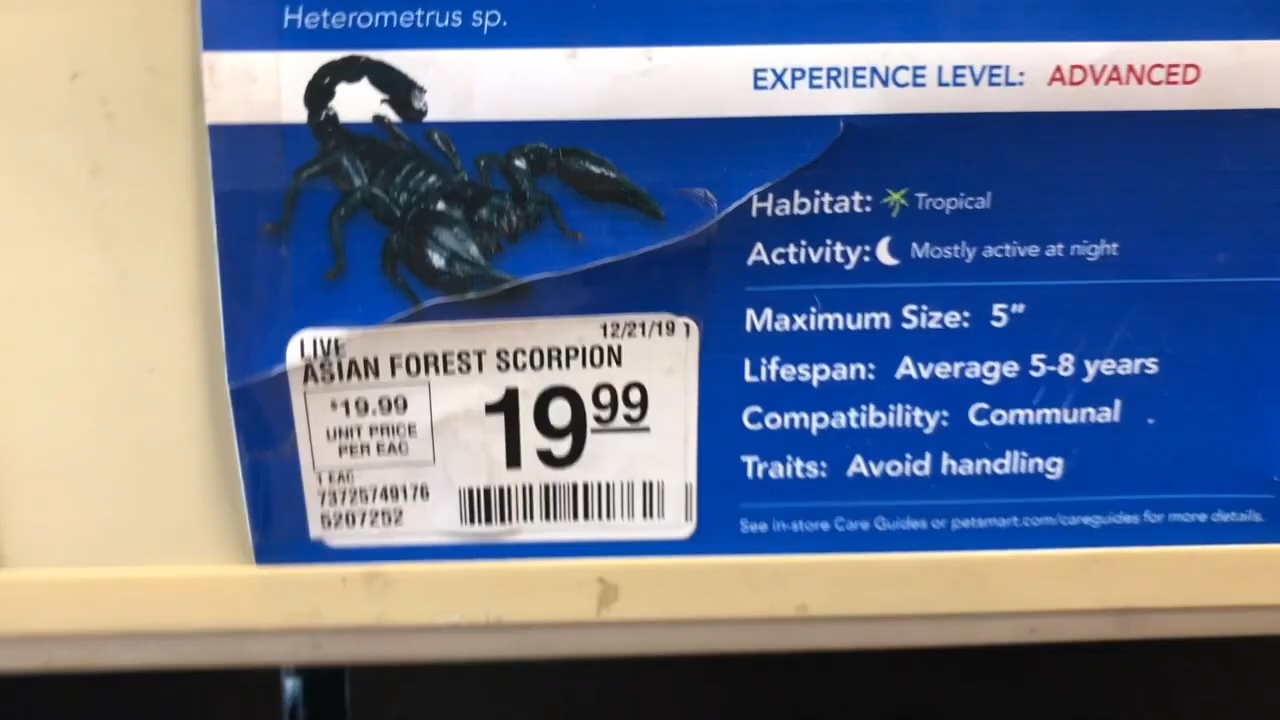 Heterometrus sp.
EXPERIENCE LEVEL: ADVANCED
Habitat: Tropical
Activity: Mostly active at night
Maximum Size: 5"
Lifespan: Average 5-8 years
Compatibility: Communal
Traits: Avoid handling
See in-store Care Guides or petsmart.com/careguides for more details.
12/21/19 1
LIVE
ASIAN FOREST SCORPION
$19.99
UNIT PRICE
PER EAC
19 99
1 EAC
73725749176
5207252